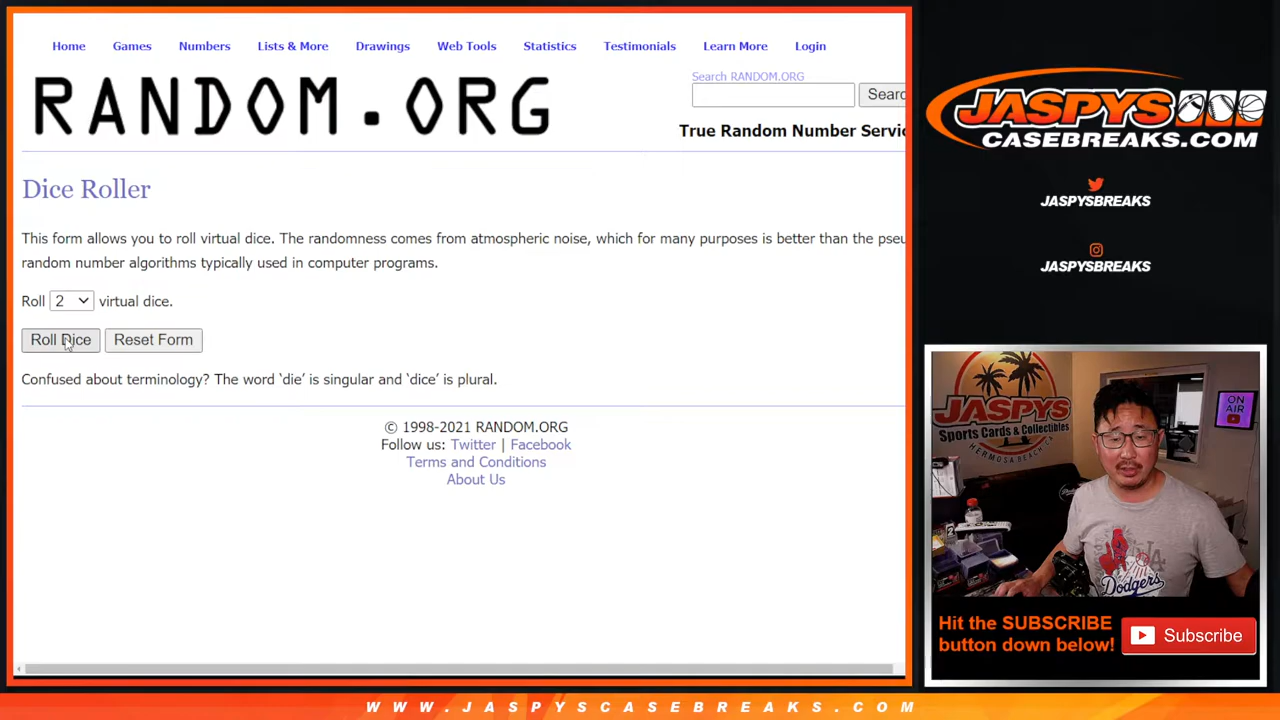 Home Games Numbers Lists & More Drawings Web Tools Statistics Testimonials Learn More Login
RANDOM.ORG
Search RANDOM.ORG
Searc
True Random Number Servic
Dice Roller
This form allows you to roll virtual dice. The randomness comes from atmospheric noise, which for many purposes is better than the pseu
random number algorithms typically used in computer programs.
Roll 2 virtual dice.
Roll Dice Reset Form
Confused about terminology? The word ‘die’ is singular and ‘dice’ is plural.
© 1998-2021 RANDOM.ORG
Follow us: Twitter | Facebook
Terms and Conditions
About Us
JASPYS
CASEBREAKS.COM
JASPYSBREAKS
JASPYSBREAKS
JASPYS
Sports Cards & Collectibles
HERMOSA BEACH, CA
ON
AIR
LA
Dodgers
Hit the SUBSCRIBE
button down below!
Subscribe
WWW.JASPYSCASEBREAKS.COM